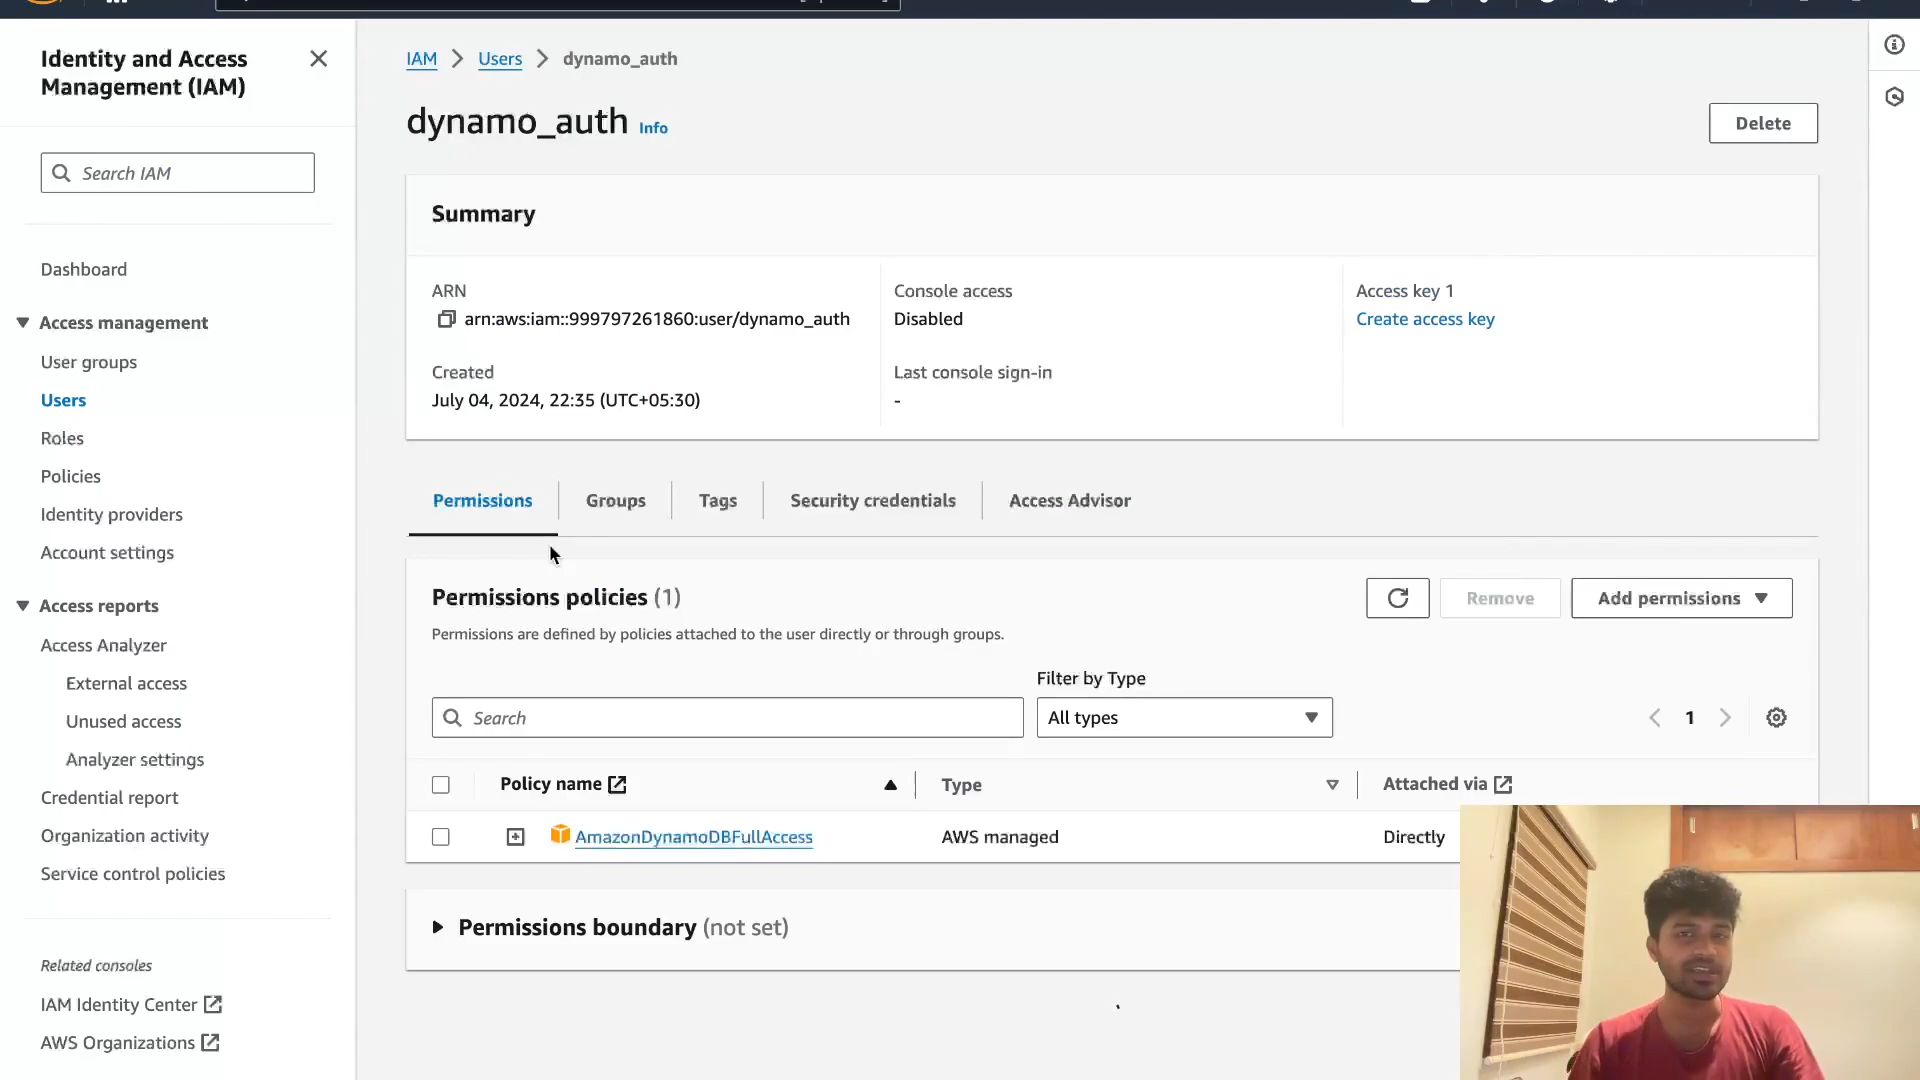 Identity and Access
Management (IAM)
Search IAM
Dashboard
Access management
User groups
Users
Roles
Policies
Identity providers
Account settings
Access reports
Access Analyzer
External access
Unused access
Analyzer settings
Credential report
Organization activity
Service control policies
Related consoles
IAM Identity Center
AWS Organizations
IAM > Users > dynamo_auth
dynamo_auth Info
Delete
Summary
ARN
arn:aws:iam::999797261860:user/dynamo_auth
Created
July 04, 2024, 22:35 (UTC+05:30)
Console access
Disabled
Last console sign-in
-
Access key 1
Create access key
Permissions
Groups
Tags
Security credentials
Access Advisor
Permissions policies (1)
Permissions are defined by policies attached to the user directly or through groups.
Remove
Add permissions
Filter by Type
Search
All types
1
Policy name
Type
Attached via
AmazonDynamoDBFullAccess
AWS managed
Directly
Permissions boundary (not set)